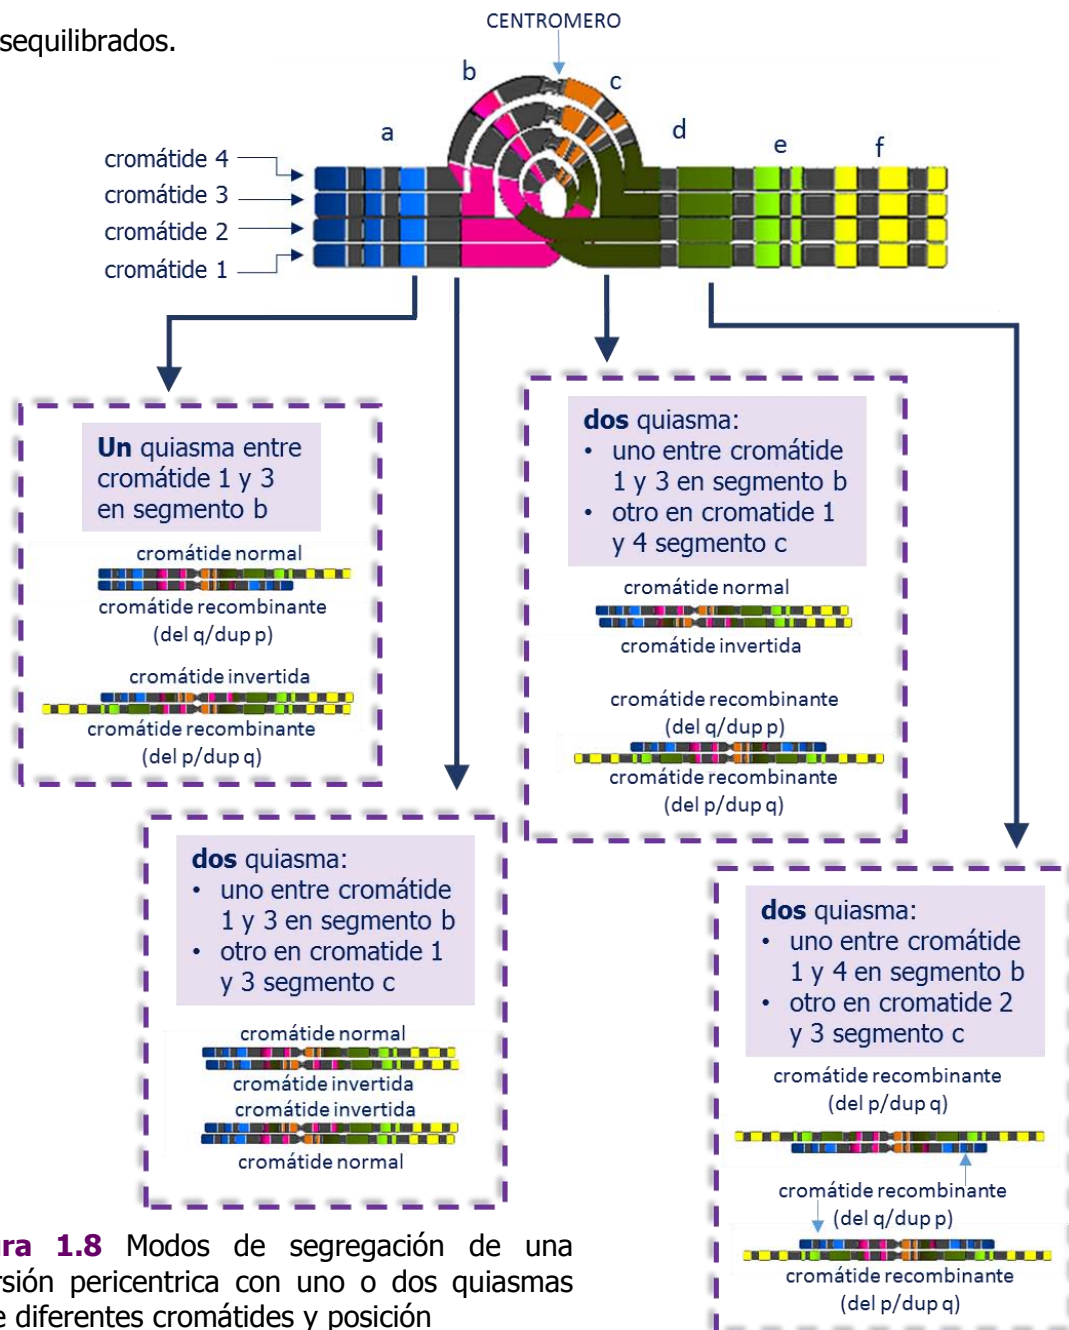 sequilibrados.
CENTROMERO
b
c
a
d
e
f
cromátide 4
cromátide 3
cromátide 2
cromátide 1
Un quiasma entre
cromátide 1 y 3
en segmento b
cromátide normal
cromátide recombinante
(del q/dup p)
cromátide invertida
cromátide recombinante
(del p/dup q)
dos quiasma:
• uno entre cromátide
1 y 3 en segmento b
• otro en cromatide 1
y 4 segmento c
cromátide normal
cromátide invertida
cromátide recombinante
(del q/dup p)
cromátide recombinante
(del p/dup q)
dos quiasma:
• uno entre cromátide
1 y 3 en segmento b
• otro en cromatide 1
y 3 segmento c
cromátide normal
cromátide invertida
cromátide invertida
cromátide normal
dos quiasma:
• uno entre cromátide
1 y 4 en segmento b
• otro en cromatide 2
y 3 segmento c
cromátide recombinante
(del p/dup q)
cromátide recombinante
(del q/dup p)
cromátide recombinante
(del p/dup q)
ra 1.8 Modos de segregación de una
rsión pericentrica con uno o dos quiasmas
e diferentes cromátides y posición